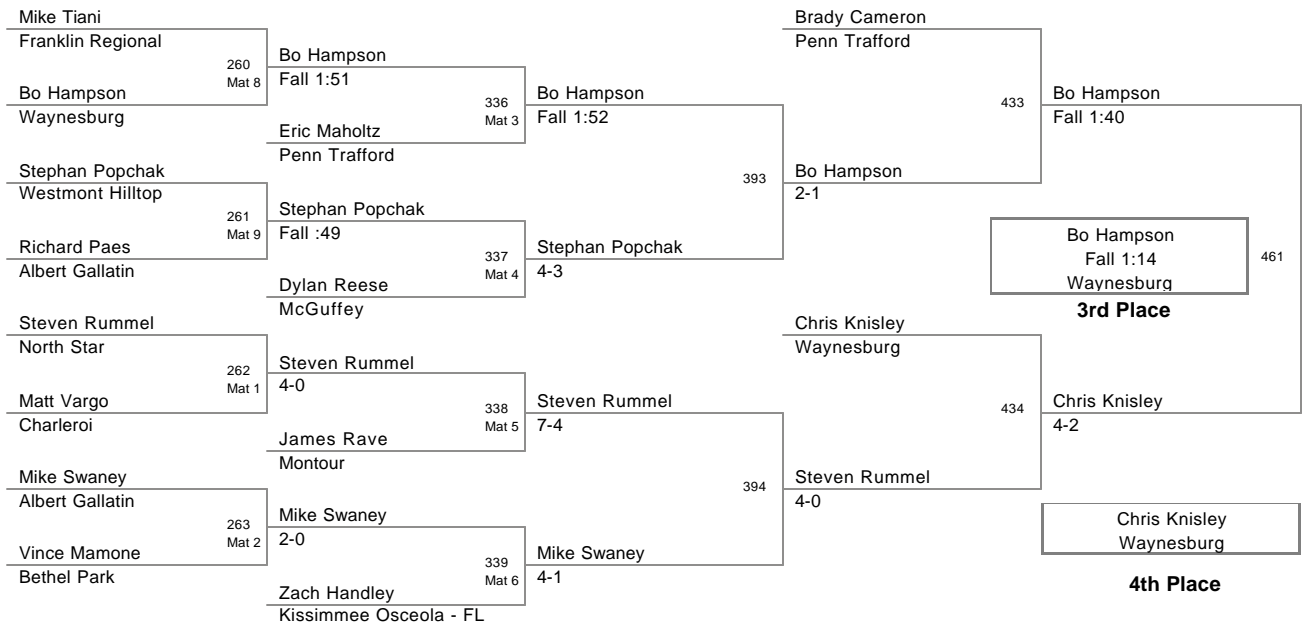 Mike Tiani
Franklin Regional
260
Mat 8
Bo Hampson
Waynesburg
Stephan Popchak
Westmont Hilltop
261
Mat 9
Richard Paes
Albert Gallatin
Steven Rummel
North Star
262
Mat 1
Matt Vargo
Charleroi
Mike Swaney
Albert Gallatin
263
Mat 2
Vince Mamone
Bethel Park
Bo Hampson
Fall 1:51
336
Mat 3
Eric Maholtz
Penn Trafford
Stephan Popchak
Fall :49
337
Mat 4
Dylan Reese
McGuffey
Steven Rummel
4-0
338
Mat 5
James Rave
Montour
Mike Swaney
2-0
339
Mat 6
Zach Handley
Kissimmee Osceola - FL
Bo Hampson
Fall 1:52
393
Stephan Popchak
4-3
Steven Rummel
7-4
394
Mike Swaney
4-1
Brady Cameron
Penn Trafford
433
Bo Hampson
2-1
Chris Knisley
Waynesburg
434
Steven Rummel
4-0
Bo Hampson
Fall 1:40
Chris Knisley
4-2
461
Bo Hampson
Fall 1:14
Waynesburg
3rd Place
Chris Knisley
Waynesburg
4th Place